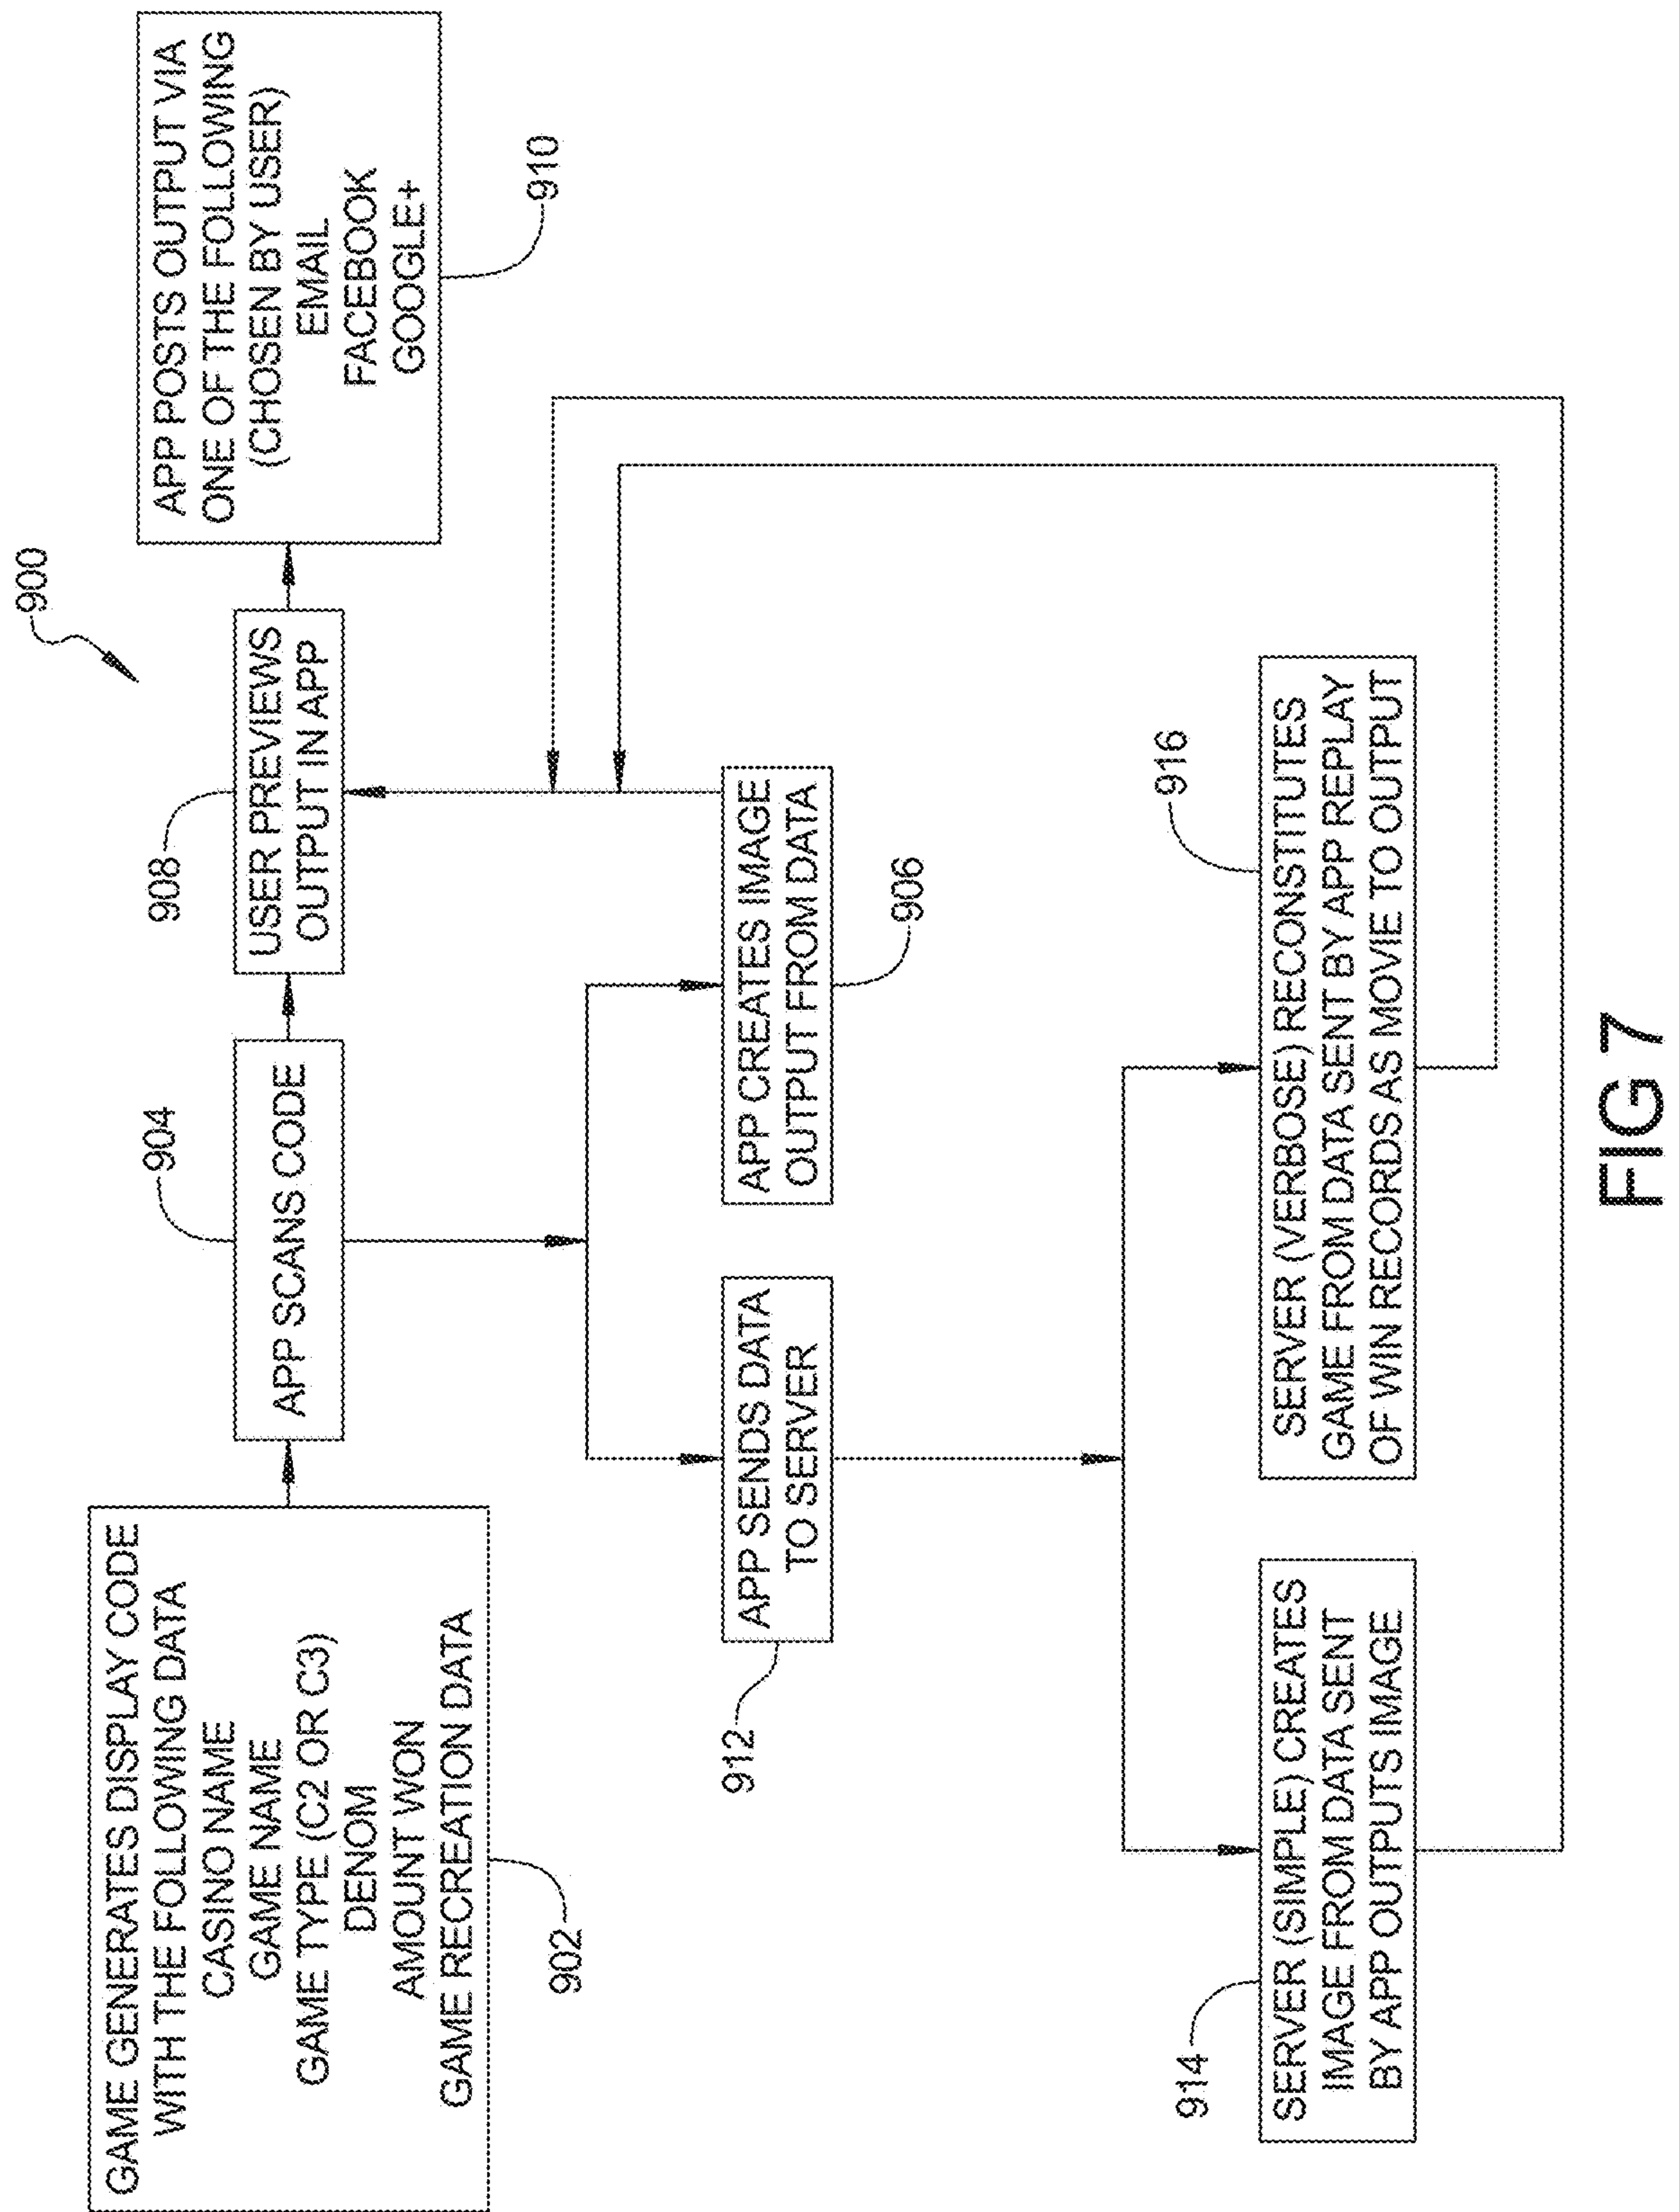 900
GAME GENERATES DISPLAY CODE
WITH THE FOLLOWING DATA
CASINO NAME
GAME NAME
GAME TYPE (C2 OR C3)
DENOM
AMOUNT WON
GAME RECREATION DATA
902
904
APP SCANS CODE
908
USER PREVIEWS
OUTPUT IN APP
APP POSTS OUTPUT VIA
ONE OF THE FOLLOWING
(CHOSEN BY USER)
EMAIL
FACEBOOK
GOOGLE+
910
APP SENDS DATA
TO SERVER
912
APP CREATES IMAGE
OUTPUT FROM DATA
906
914
SERVER (SIMPLE) CREATES
IMAGE FROM DATA SENT
BY APP OUTPUTS IMAGE
916
SERVER (VERBOSE) RECONSTITUTES
GAME FROM DATA SENT BY APP REPLAY
OF WIN RECORDS AS MOVIE TO OUTPUT
FIG 7